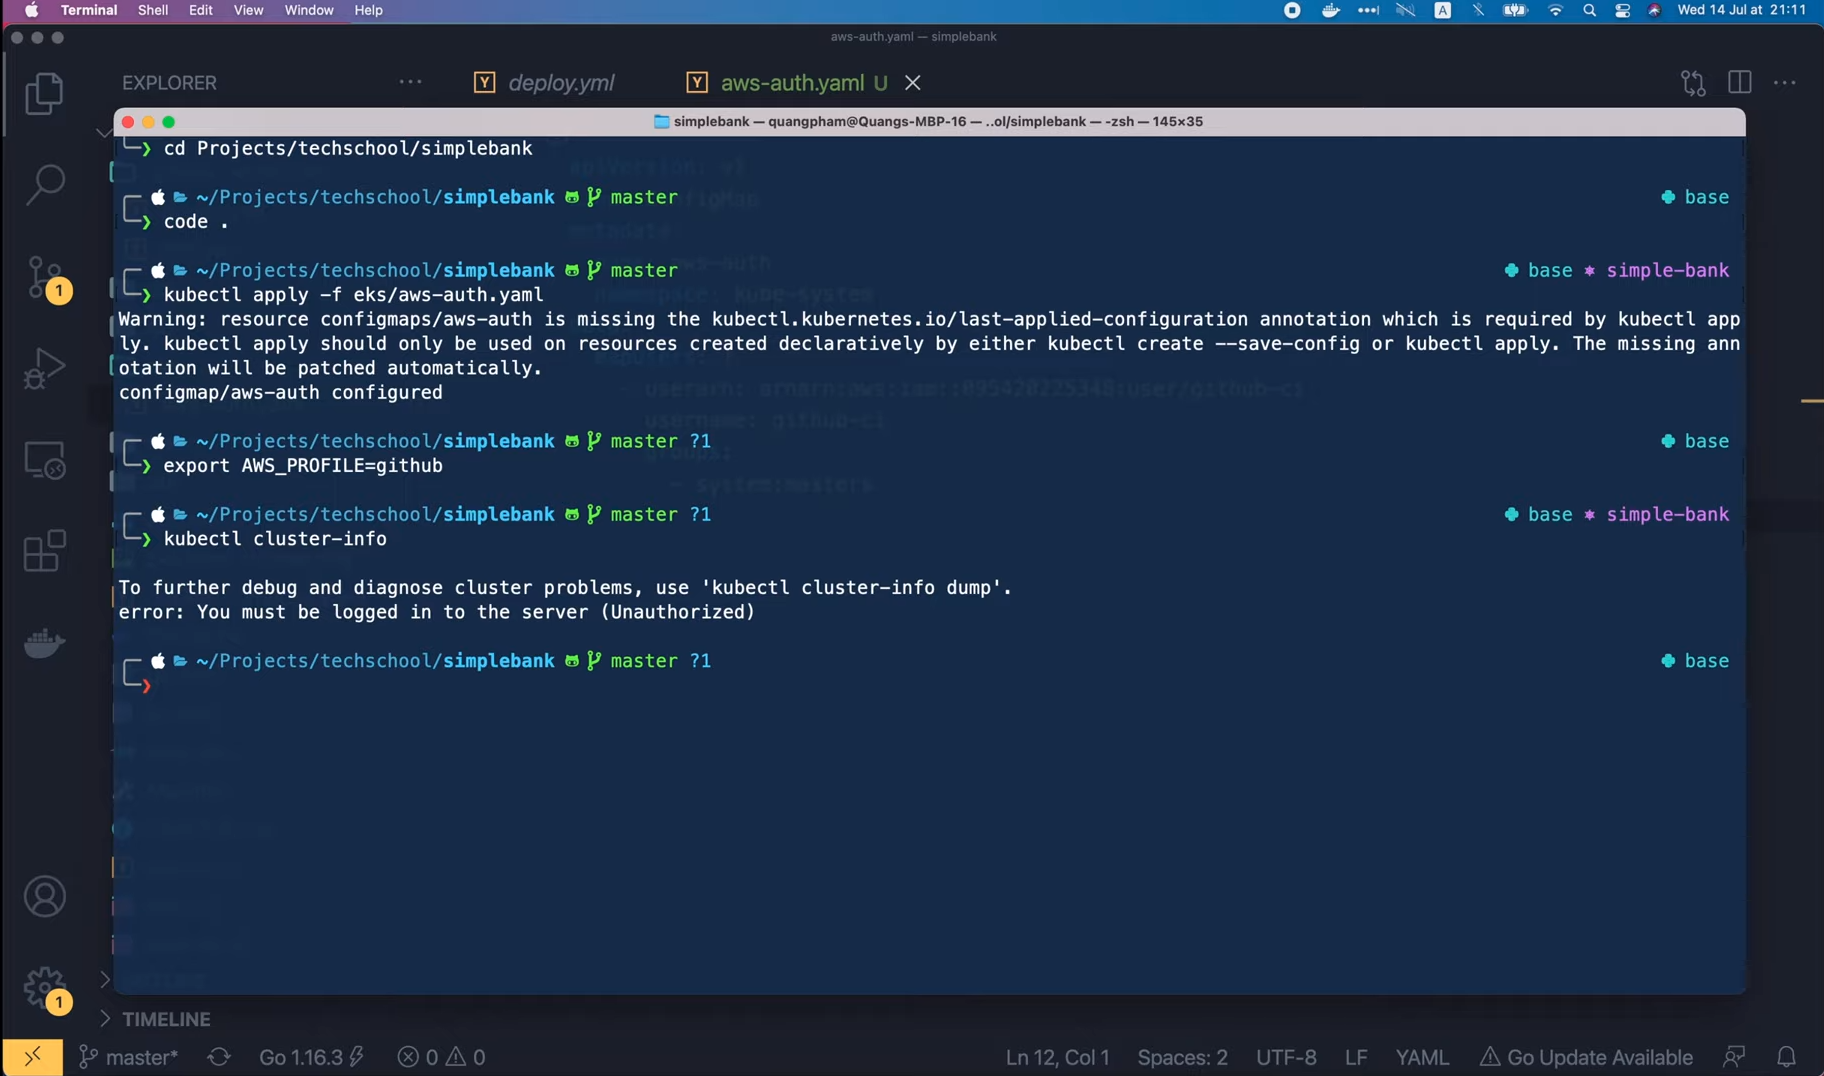 Terminal Shell Edit View Window Help A Wed 14 Jul at 21:11
aws-auth.yaml — simplebank
EXPLORER ··· Y deploy.yml Y aws-auth.yaml U
simplebank — quangpham@Quangs-MBP-16 — ..ol/simplebank — -zsh — 145×35
❯ cd Projects/techschool/simplebank
~/Projects/techschool/simplebank master base
❯ code .
~/Projects/techschool/simplebank master base simple-bank
❯ kubectl apply -f eks/aws-auth.yaml
Warning: resource configmaps/aws-auth is missing the kubectl.kubernetes.io/last-applied-configuration annotation which is required by kubectl app
ly. kubectl apply should only be used on resources created declaratively by either kubectl create --save-config or kubectl apply. The missing ann
otation will be patched automatically.
configmap/aws-auth configured
~/Projects/techschool/simplebank master ?1 base
❯ export AWS_PROFILE=github
~/Projects/techschool/simplebank master ?1 base simple-bank
❯ kubectl cluster-info
To further debug and diagnose cluster problems, use 'kubectl cluster-info dump'.
error: You must be logged in to the server (Unauthorized)
~/Projects/techschool/simplebank master ?1 base
❯
1
1
TIMELINE
master* Go 1.16.3 0 0 Ln 12, Col 1 Spaces: 2 UTF-8 LF YAML Go Update Available